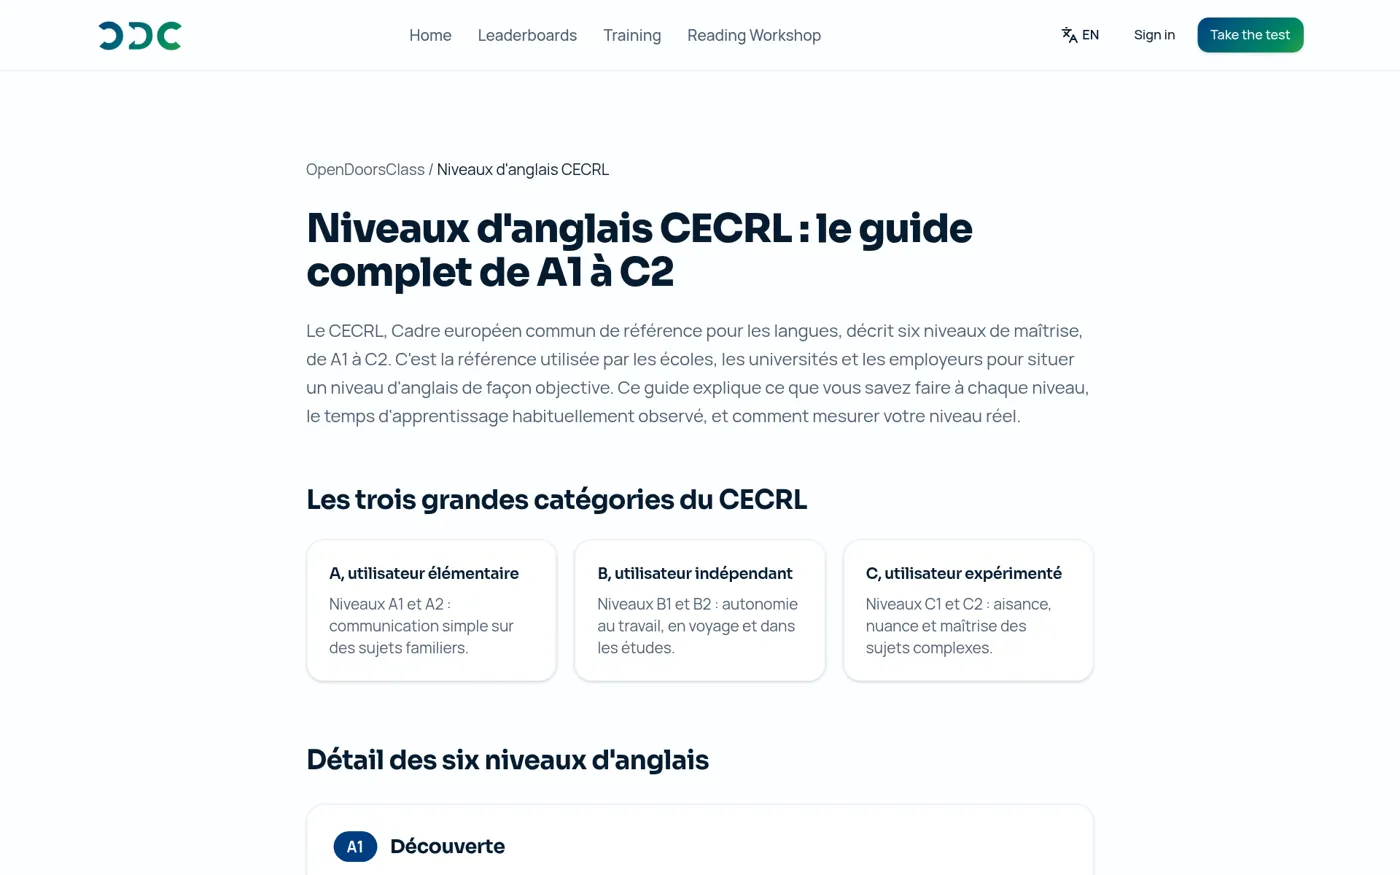 ODC
Home
Leaderboards
Training
Reading Workshop
EN
Sign in
Take the test
OpenDoorsClass / Niveaux d'anglais CECRL
Niveaux d'anglais CECRL : le guide
complet de A1 à C2
Le CECRL, Cadre européen commun de référence pour les langues, décrit six niveaux de maîtrise,
de A1 à C2. C'est la référence utilisée par les écoles, les universités et les employeurs pour situer
un niveau d'anglais de façon objective. Ce guide explique ce que vous savez faire à chaque niveau,
le temps d'apprentissage habituellement observé, et comment mesurer votre niveau réel.
Les trois grandes catégories du CECRL
A, utilisateur élémentaire
Niveaux A1 et A2 :
communication simple sur
des sujets familiers.
B, utilisateur indépendant
Niveaux B1 et B2 : autonomie
au travail, en voyage et dans
les études.
C, utilisateur expérimenté
Niveaux C1 et C2 : aisance,
nuance et maîtrise des
sujets complexes.
Détail des six niveaux d'anglais
A1
Découverte